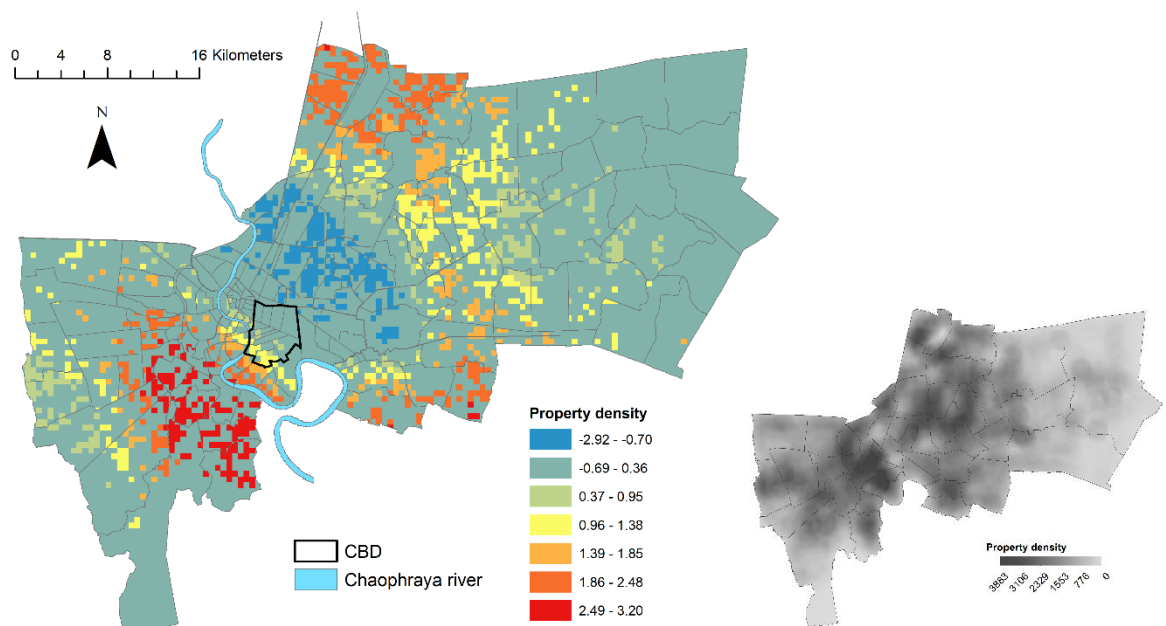 0 4 8 16 Kilometers
N
Property density
-2.92 - -0.70
-0.69 - 0.36
0.37 - 0.95
0.96 - 1.38
1.39 - 1.85
1.86 - 2.48
2.49 - 3.20
CBD
Chaophraya river
Property density
3883 3106 2329 1553 776 0